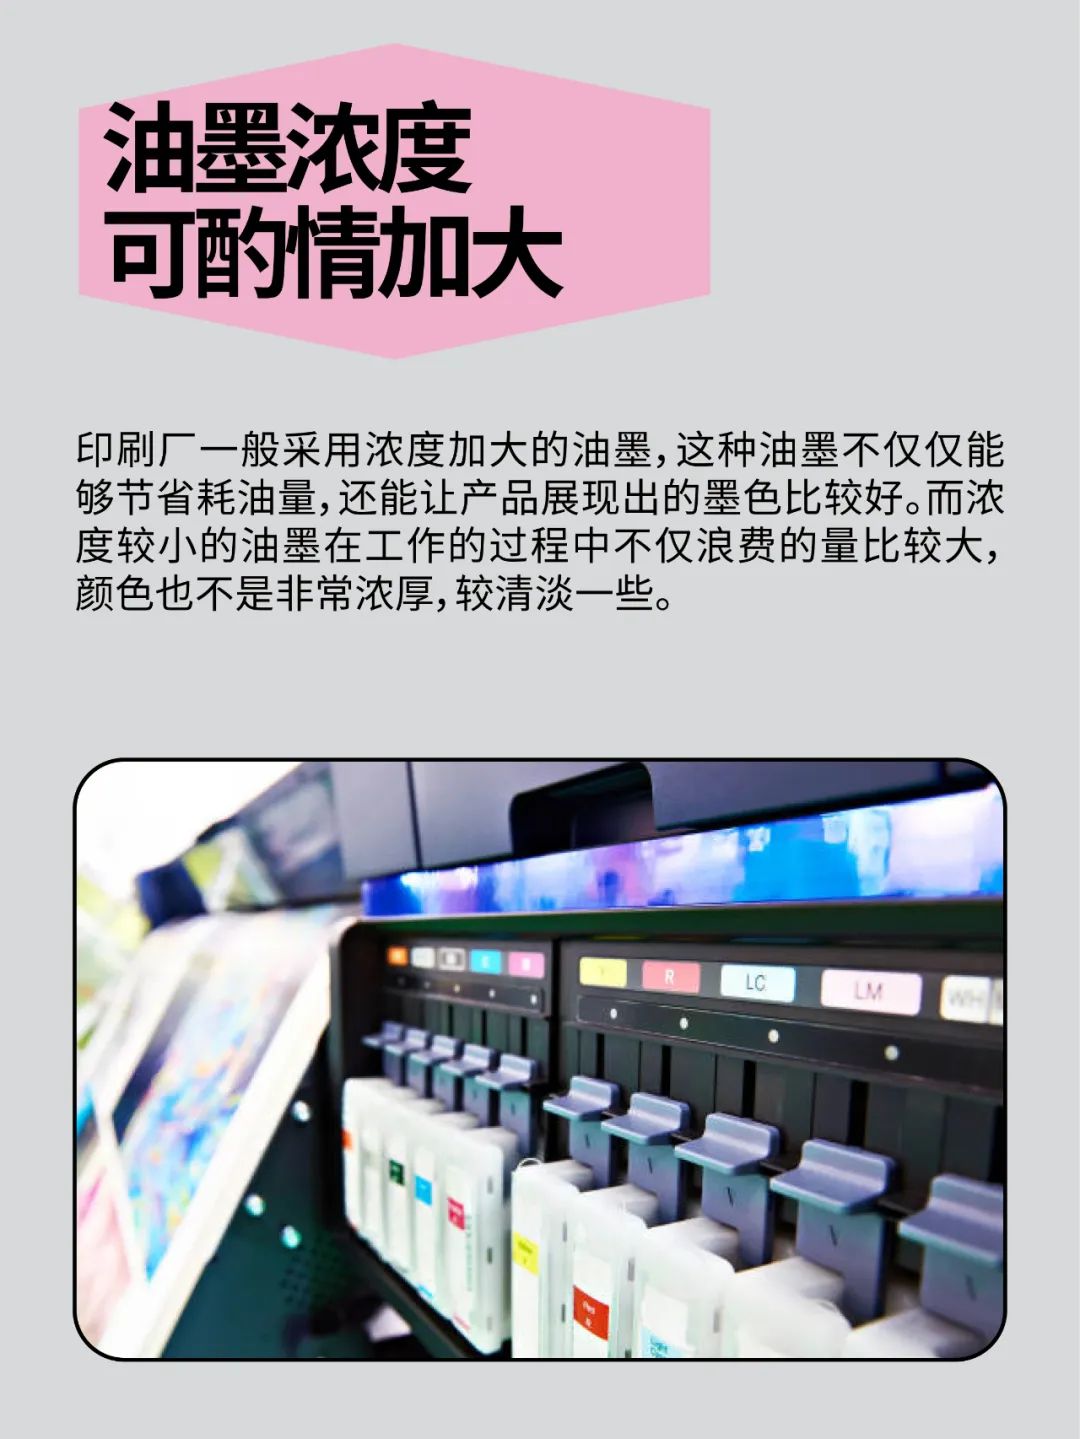 油墨浓度
可酌情加大
印刷厂一般采用浓度加大的油墨，这种油墨不仅仅能
够节省耗油量，还能让产品展现出的墨色比较好。而浓
度较小的油墨在工作的过程中不仅浪费的量比较大，
颜色也不是非常浓厚，较清淡一些。
Y
R
LC
LM
WH